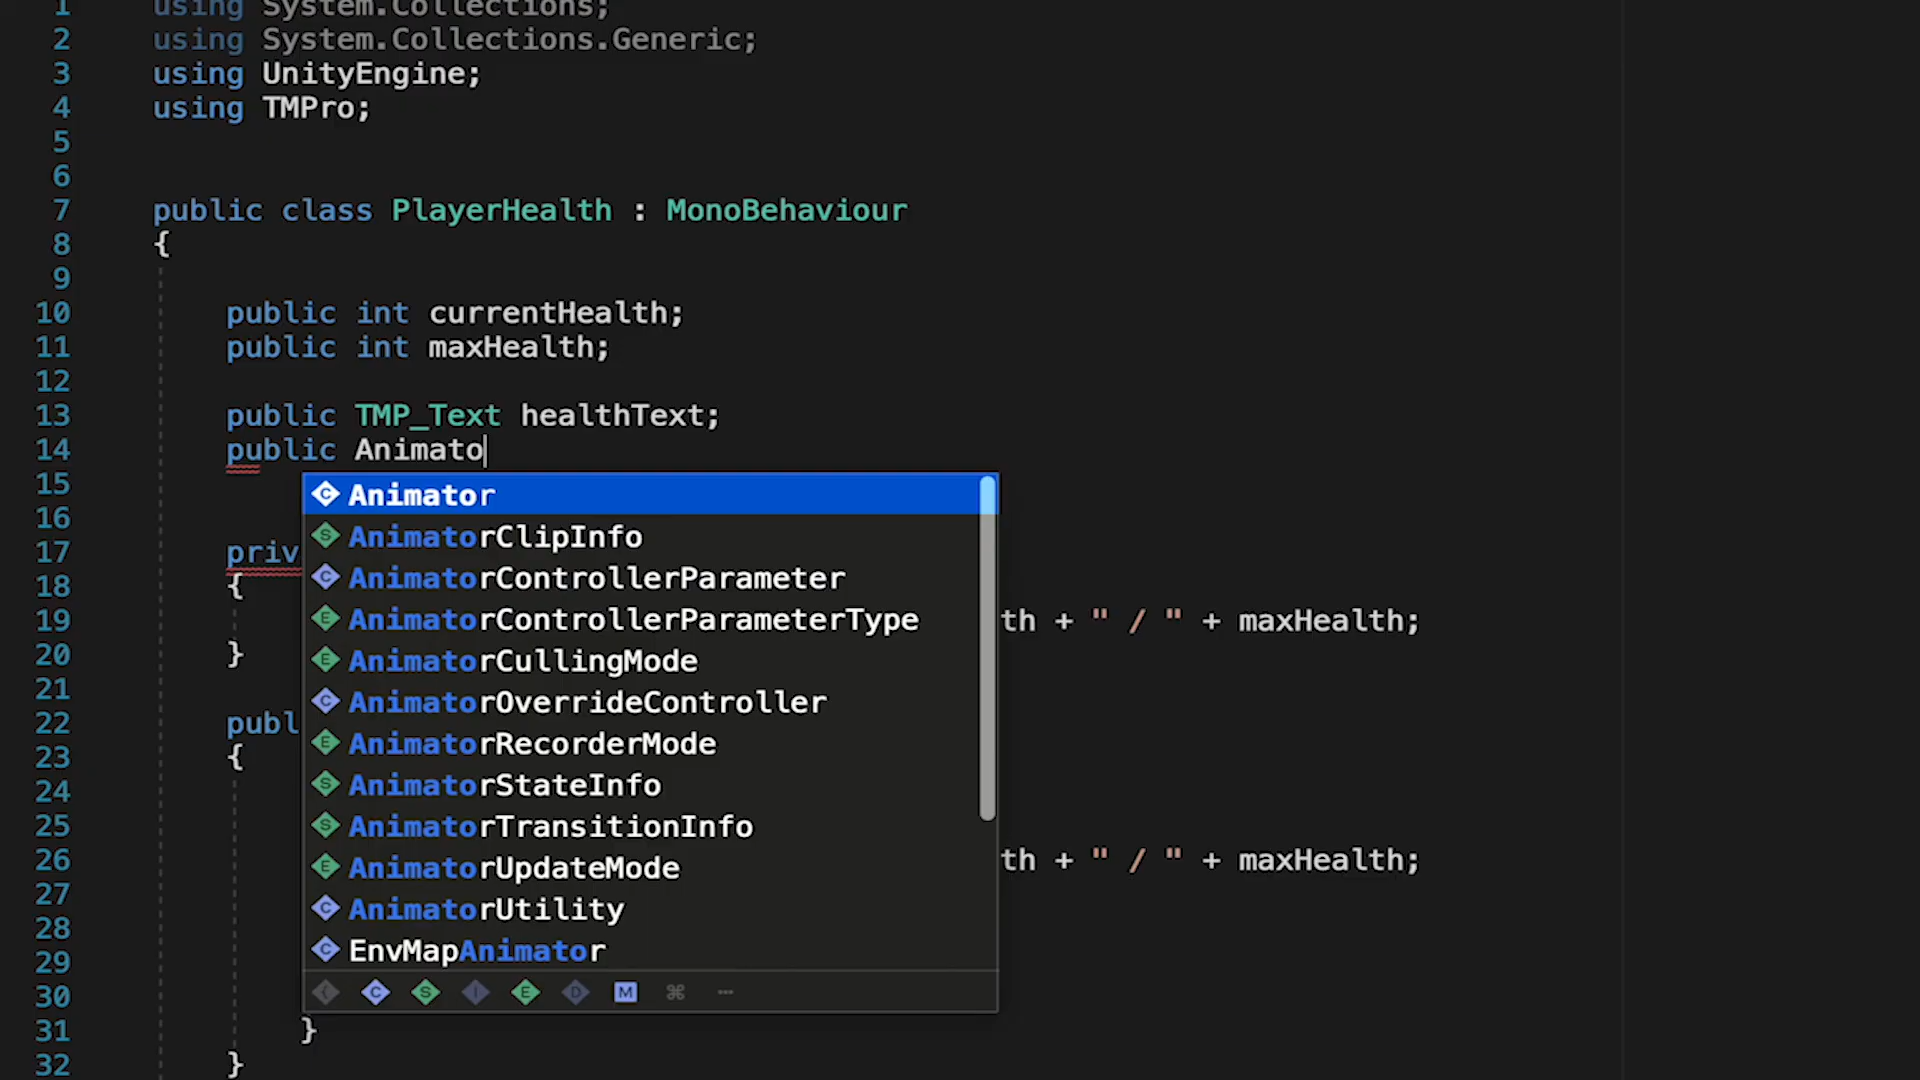 1 using System.Collections;
2 using System.Collections.Generic;
3 using UnityEngine;
4 using TMPro;
5
6
7 public class PlayerHealth : MonoBehaviour
8 {
9
10 public int currentHealth;
11 public int maxHealth;
12
13 public TMP_Text healthText;
14 public Animato
15
Animator
16
AnimatorClipInfo
17 priv
AnimatorControllerParameter
18 {
19 th + " / " + maxHealth;
AnimatorControllerParameterType
20 }
AnimatorCullingMode
21
AnimatorOverrideController
22 publ
AnimatorRecorderMode
23 {
24
AnimatorStateInfo
25
AnimatorTransitionInfo
26 th + " / " + maxHealth;
AnimatorUpdateMode
27
AnimatorUtility
28
EnvMapAnimator
29
30
C S I E D M ⌘ ...
31 }
32 }